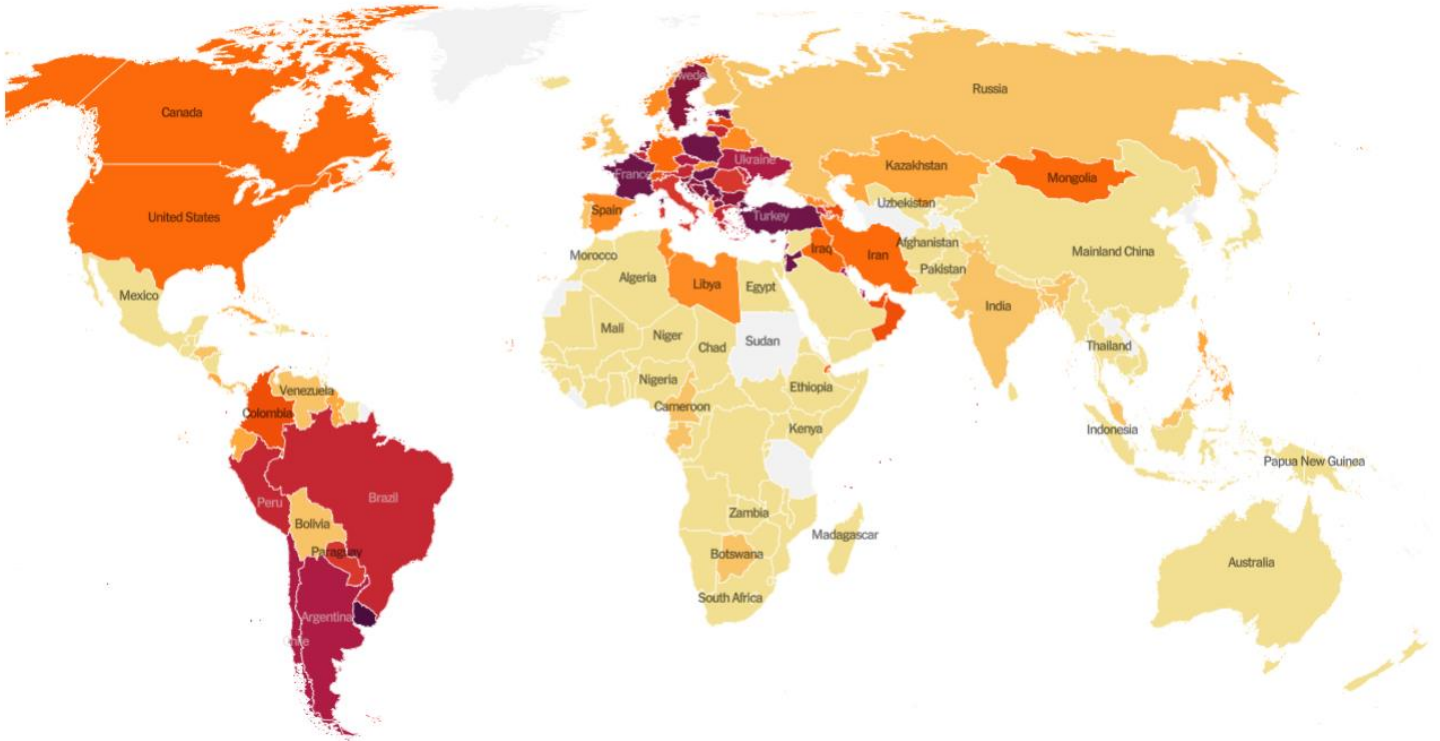 Sweden
Russia
Canada
Ukraine
France
Kazakhstan
Mongolia
United States
Spain
Turkey
Uzbekistan
Iraq
Iran
Afghanistan
Mainland China
Morocco
Algeria
Libya
Egypt
Pakistan
Mexico
India
Mali
Niger
Chad
Sudan
Thailand
Nigeria
Ethiopia
Venezuela
Cameroon
Colombia
Kenya
Indonesia
Papua New Guinea
Peru
Brazil
Zambia
Bolivia
Madagascar
Paraguay
Botswana
Australia
South Africa
Argentina
Chile